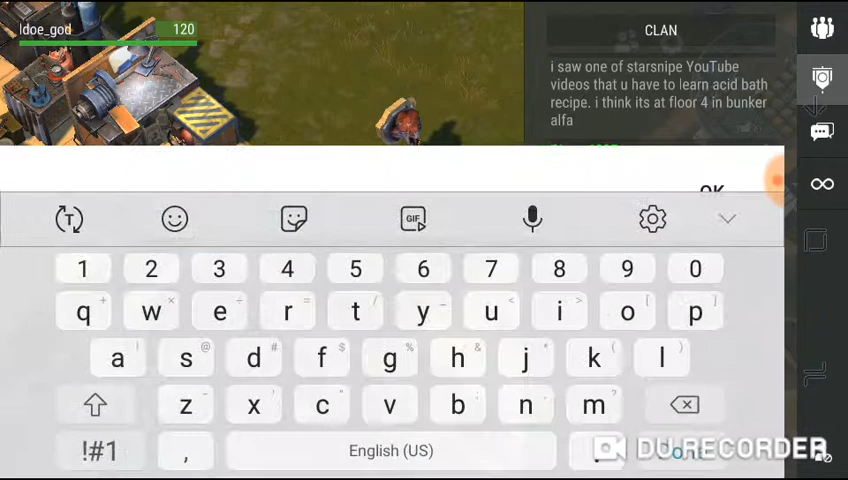 ldoe_god 120
CLAN
i saw one of starsnipe YouTube
videos that u have to learn acid bath
recipe. i think its at floor 4 in bunker
alfa
OK
T GIF
1 2 3 4 5 6 7 8 9 0
q w e r t y u i o p
a s d f g h j k l
z x c v b n m
!#1 , English (US) .
DU RECORDER